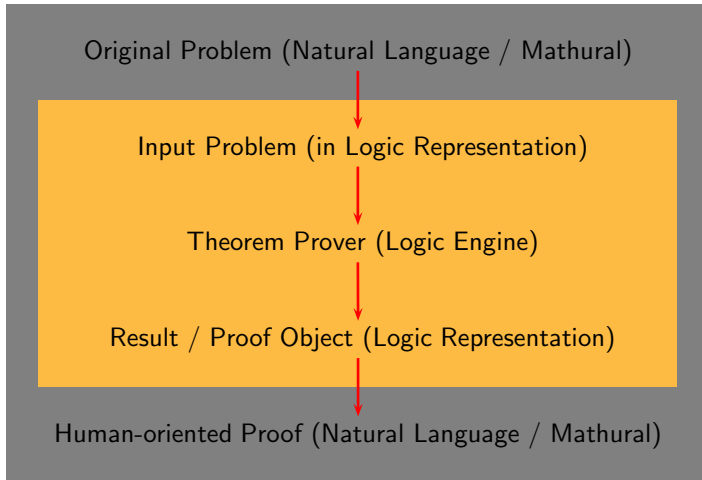 Original Problem (Natural Language / Mathural)
Input Problem (in Logic Representation)
Theorem Prover (Logic Engine)
Result / Proof Object (Logic Representation)
Human-oriented Proof (Natural Language / Mathural)